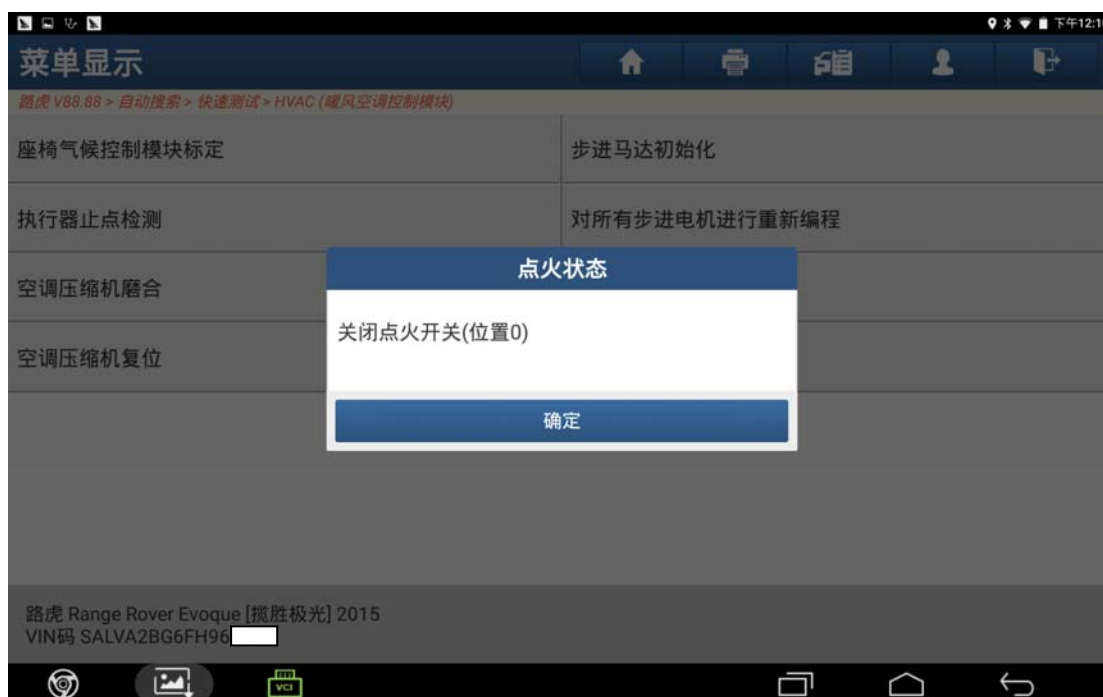 下午12:1
菜单显示
路虎 V88.88 > 自动搜索 > 快速测试 > HVAC (暖风空调控制模块)
座椅气候控制模块标定
步进马达初始化
执行器止点检测
对所有步进电机进行重新编程
点火状态
空调压缩机磨合
关闭点火开关(位置0)
空调压缩机复位
确定
路虎 Range Rover Evoque [揽胜极光] 2015
VIN码 SALVA2BG6FH96
VCI